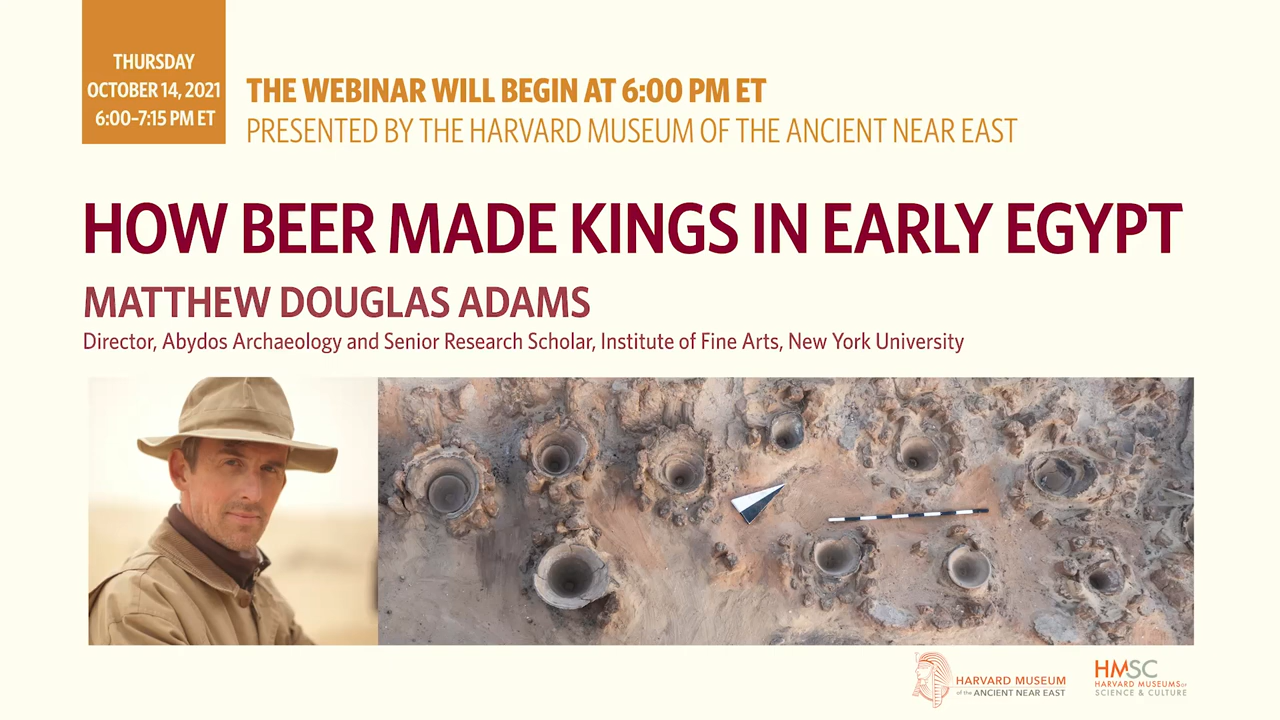 THURSDAY
OCTOBER 14, 2021
6:00–7:15 PM ET
THE WEBINAR WILL BEGIN AT 6:00 PM ET
PRESENTED BY THE HARVARD MUSEUM OF THE ANCIENT NEAR EAST
HOW BEER MADE KINGS IN EARLY EGYPT
MATTHEW DOUGLAS ADAMS
Director, Abydos Archaeology and Senior Research Scholar, Institute of Fine Arts, New York University
HARVARD MUSEUM
of the ANCIENT NEAR EAST
HMSC
HARVARD MUSEUMS of
SCIENCE & CULTURE